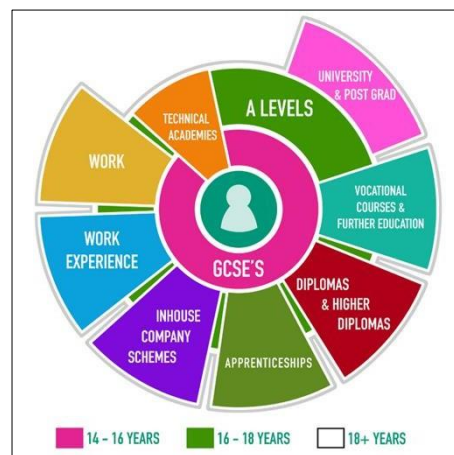 UNIVERSITY
& POST GRAD
A LEVELS
TECHNICAL
ACADEMIES
WORK
VOCATIONAL
COURSES &
FURTHER EDUCATION
WORK
EXPERIENCE
GCSE'S
DIPLOMAS
& HIGHER
DIPLOMAS
INHOUSE
COMPANY
SCHEMES
APPRENTICESHIPS
14 - 16 YEARS
16 - 18 YEARS
18+ YEARS